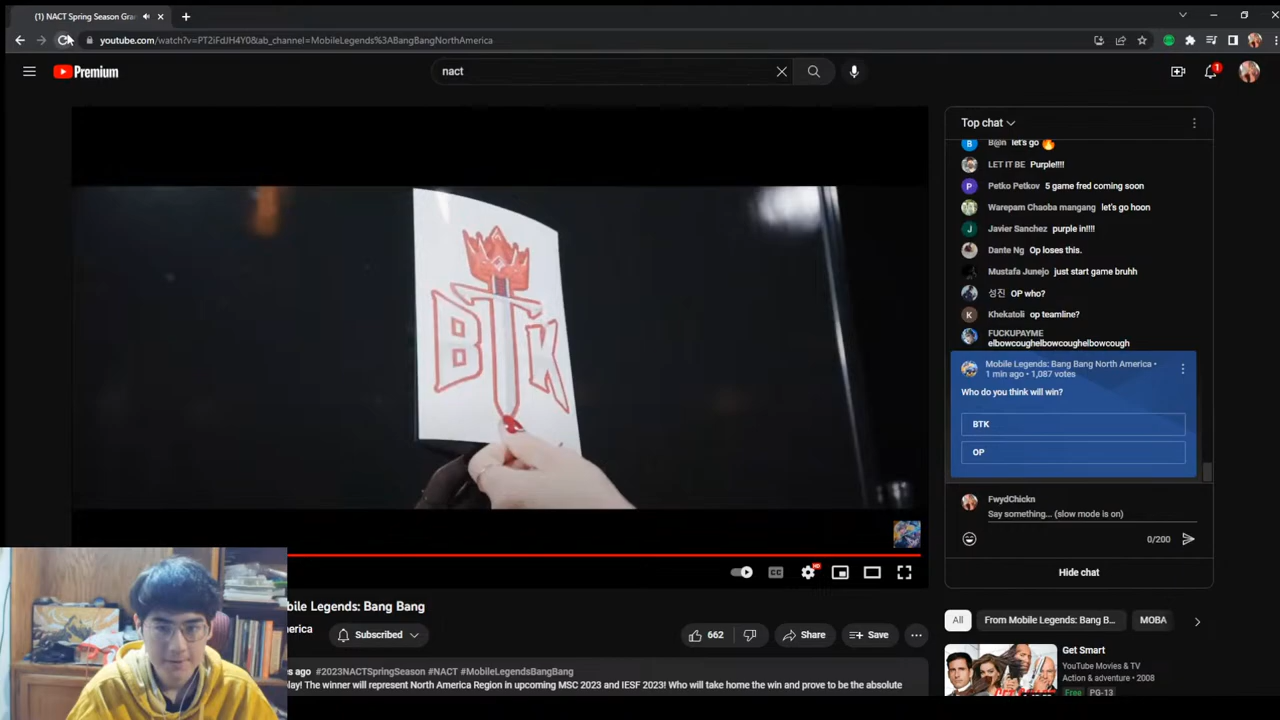 (1) NACT Spring Season Gra
youtube.com/watch?v=PT2iFdJH4Y0&ab_channel=MobileLegends%3ABangBangNorthAmerica
Premium
nact
1
BTK
Top chat
B@n let's go 🔥
LET IT BE Purple!!!!
Petko Petkov 5 game fred coming soon
Warepam Chaoba mangang let's go hoon
Javier Sanchez purple in!!!!
Dante Ng Op loses this.
Mustafa Junejo just start game bruhh
성진 OP who?
Khekatoli op teamline?
FUCKUPAYME
elbowcoughelbowcoughelbowcough
Mobile Legends: Bang Bang North America •
1 min ago • 1,087 votes
Who do you think will win?
BTK
OP
FwydChickn
Say something... (slow mode is on)
0/200
Hide chat
CC
HD
bile Legends: Bang Bang
erica
Subscribed
662
Share
Save
s ago #2023NACTSpringSeason #NACT #MobileLegendsBangBang
play! The winner will represent North America Region in upcoming MSC 2023 and IESF 2023! Who will take home the win and prove to be the absolute
All
From Mobile Legends: Bang B...
MOBA
Get Smart
YouTube Movies & TV
Action & adventure • 2008
Free PG-13